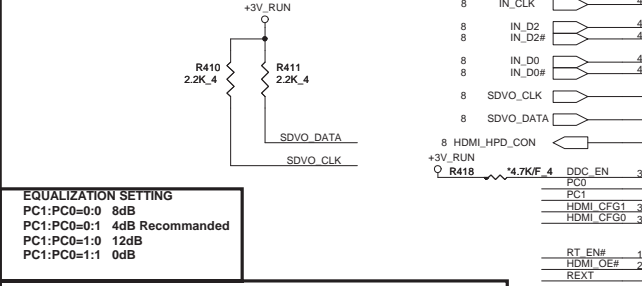 +3V_RUN
R410
2.2K_4
R411
2.2K_4
SDVO_DATA
SDVO_CLK
EQUALIZATION SETTING
PC1:PC0=0:0 8dB
PC1:PC0=0:1 4dB Recommanded
PC1:PC0=1:0 12dB
PC1:PC0=1:1 0dB
8 IN_CLK
8 IN_D2
8 IN_D2#
8 IN_D0
8 IN_D0#
8 SDVO_CLK
8 SDVO_DATA
8 HDMI_HPD_CON
+3V_RUN
R418 *4.7K/F_4 DDC_EN
PC0
PC1
HDMI_CFG1
HDMI_CFG0
RT_EN#
HDMI_OE#
REXT